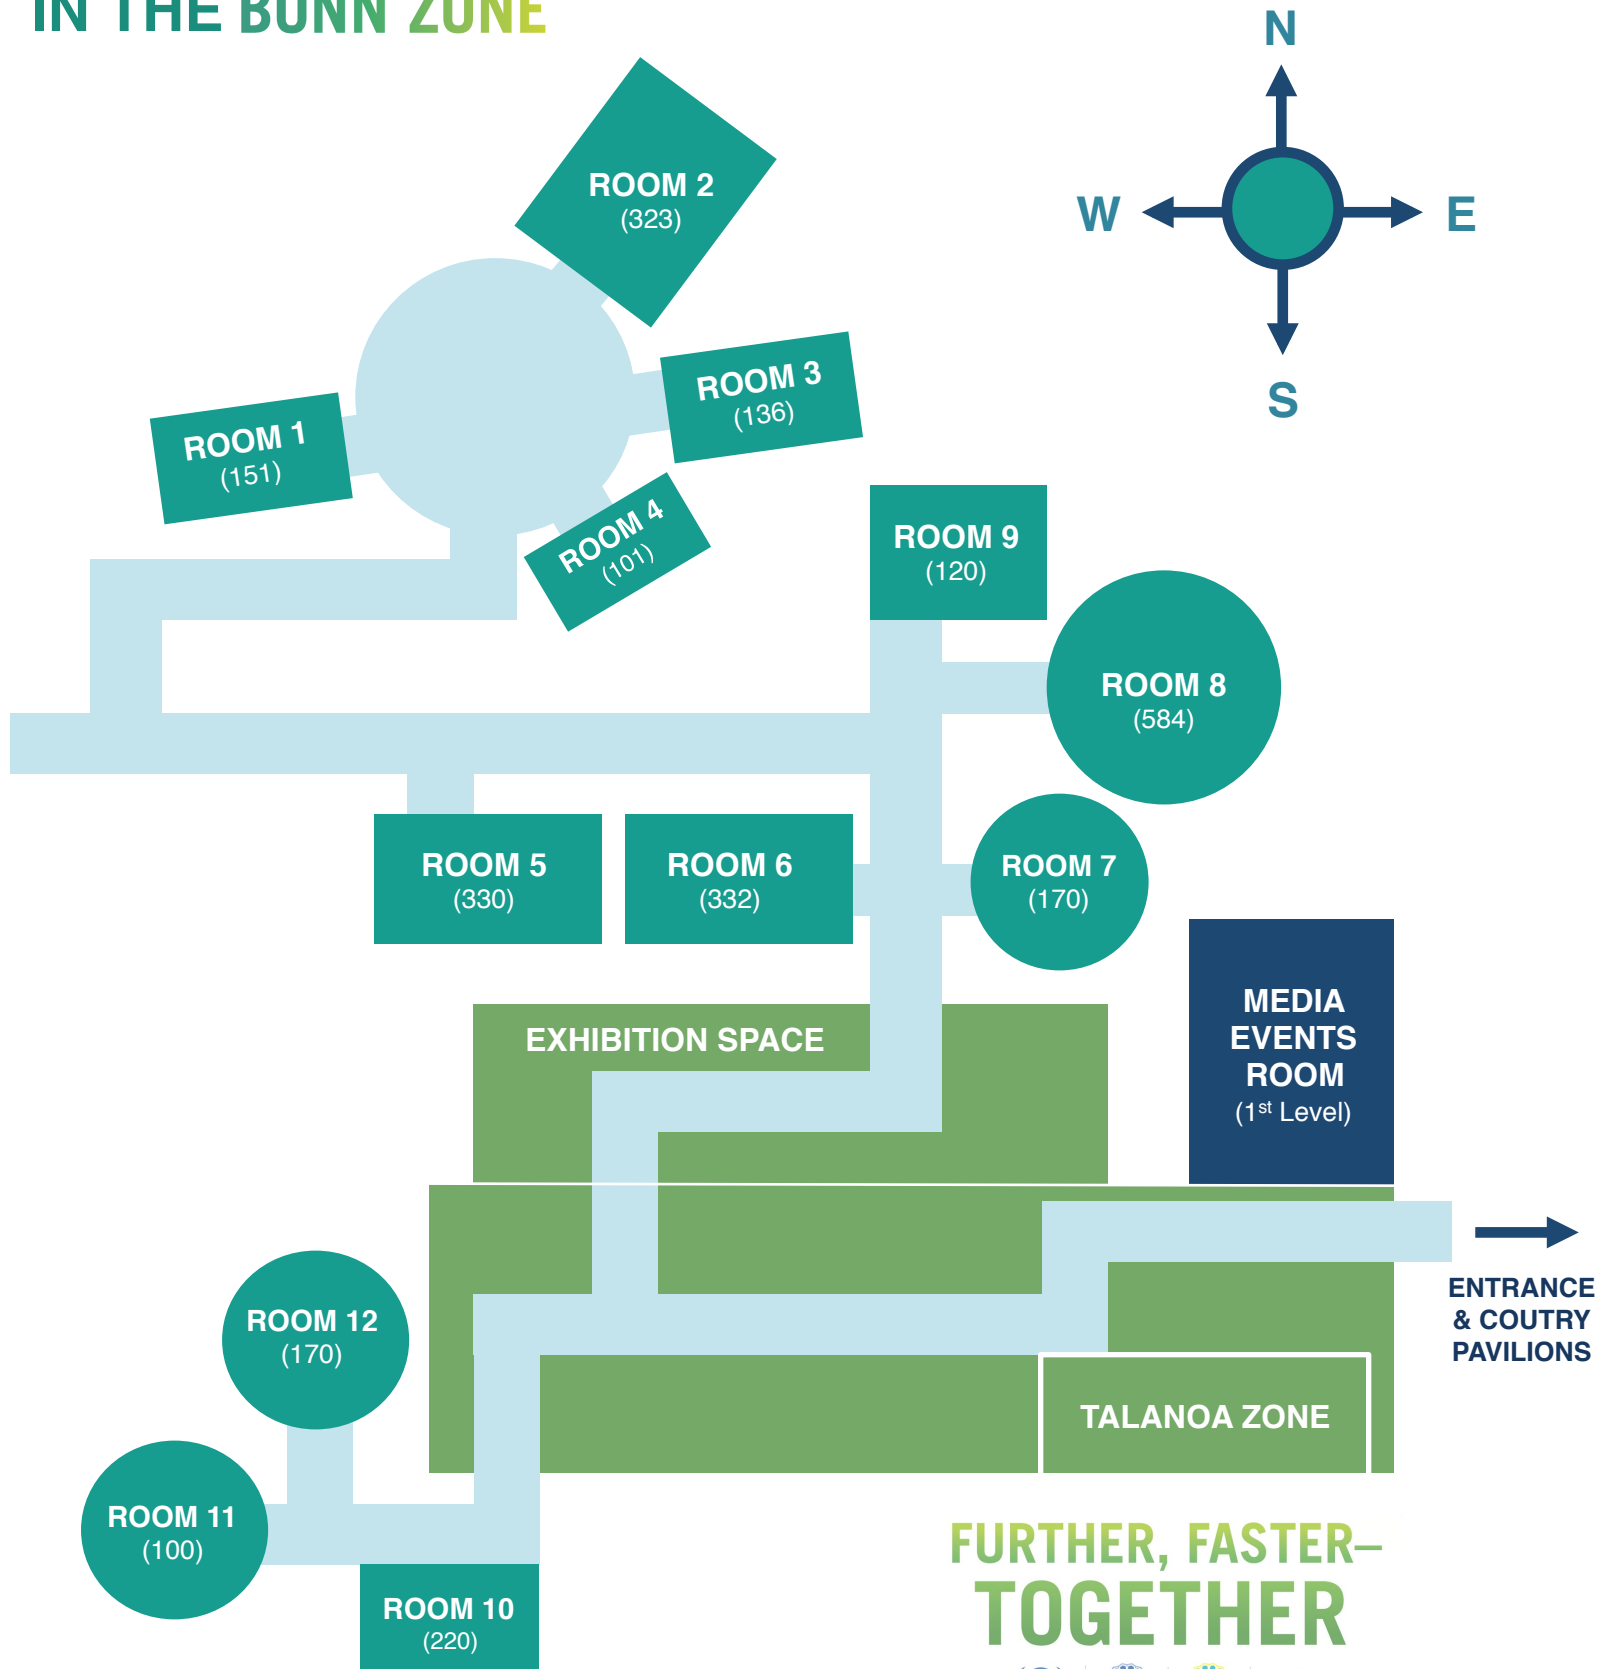 IN THE BONN ZONE
N
W
E
S
ROOM 2
(323)
ROOM 3
(136)
ROOM 1
(151)
ROOM 4
(101)
ROOM 9
(120)
ROOM 8
(584)
ROOM 5
(330)
ROOM 6
(332)
ROOM 7
(170)
MEDIA
EVENTS
ROOM
(1st Level)
EXHIBITION SPACE
ENTRANCE
& COUTRY
PAVILIONS
ROOM 12
(170)
TALANOA ZONE
ROOM 11
(100)
ROOM 10
(220)
FURTHER, FASTER–
TOGETHER